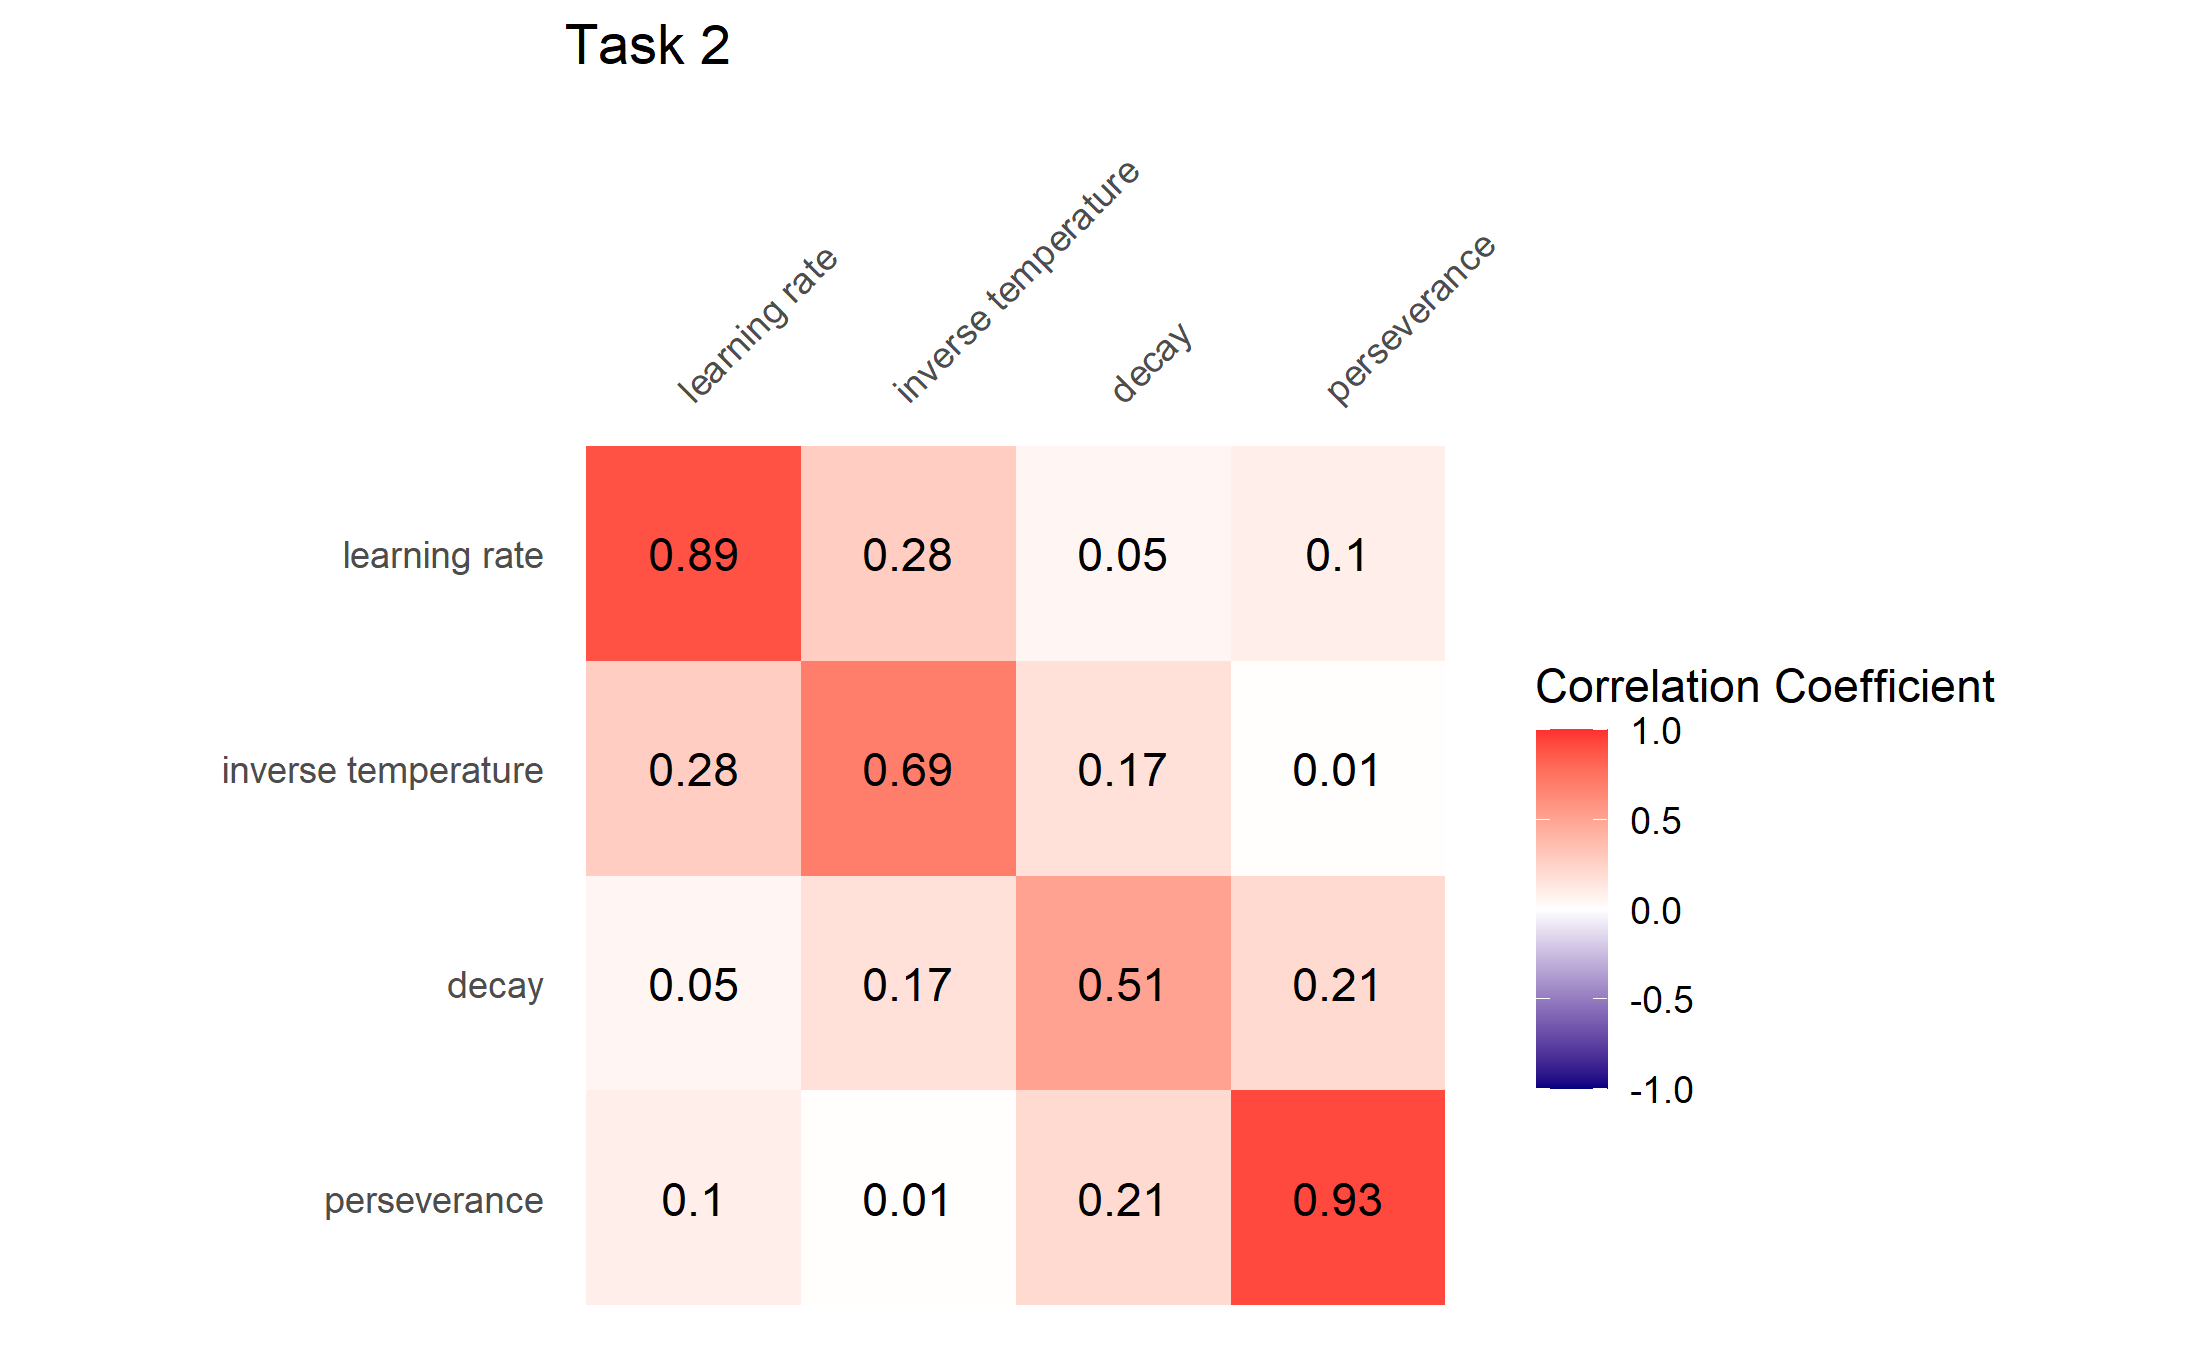 Task 2
learning rate
inverse temperature
decay
perseverance
learning rate
0.89
0.28
0.05
0.1
inverse temperature
0.28
0.69
0.17
0.01
decay
0.05
0.17
0.51
0.21
perseverance
0.1
0.01
0.21
0.93
Correlation Coefficient
1.0
0.5
0.0
-0.5
-1.0